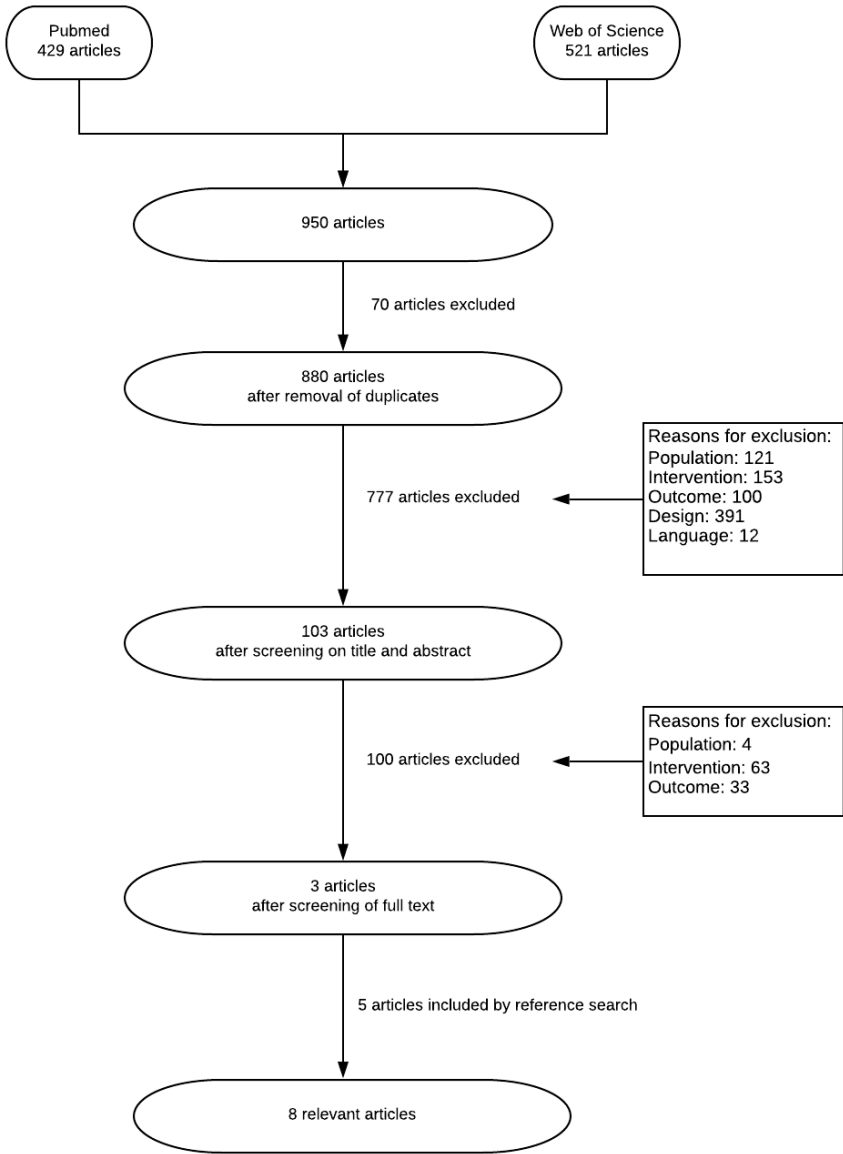 Pubmed
429 articles
Web of Science
521 articles
950 articles
70 articles excluded
880 articles
after removal of duplicates
Reasons for exclusion:
Population: 121
Intervention: 153
Outcome: 100
Design: 391
Language: 12
777 articles excluded
103 articles
after screening on title and abstract
Reasons for exclusion:
Population: 4
Intervention: 63
Outcome: 33
100 articles excluded
3 articles
after screening of full text
5 articles included by reference search
8 relevant articles